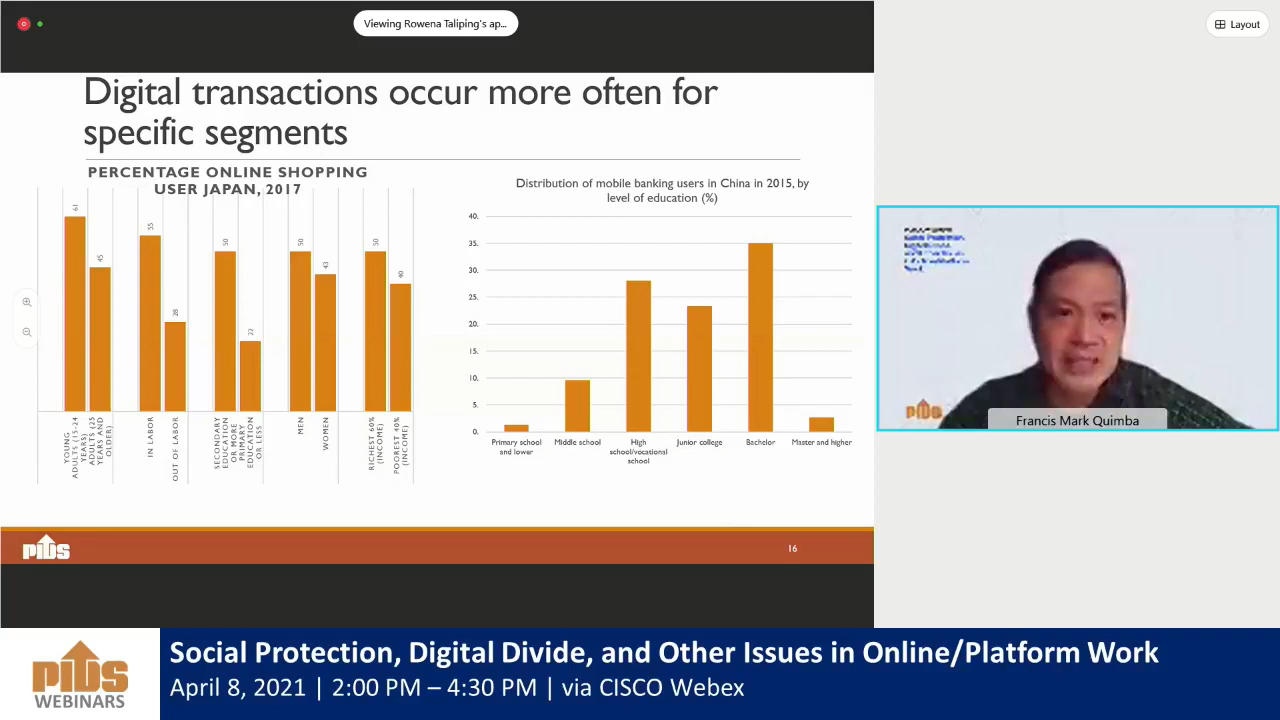 Viewing Rowena Taliping's ap...
Layout
Digital transactions occur more often for
specific segments
PERCENTAGE ONLINE SHOPPING
USER JAPAN, 2017
61
45
55
28
50
22
50
43
50
40
YOUNG
ADULTS (15-24
YEARS)
ADULTS (25
YEARS AND
OLDER)
IN LABOR
OUT OF LABOR
SECONDARY
EDUCATION
OR MORE
PRIMARY
EDUCATION
OR LESS
MEN
WOMEN
RICHEST 60%
(INCOME)
POOREST 40%
(INCOME)
Distribution of mobile banking users in China in 2015, by
level of education (%)
40.
35.
30.
25.
20.
15.
10.
5.
0.
Primary school
and lower
Middle school
High
school/vocational
school
Junior college
Bachelor
Master and higher
PIDS
16
PIDS
Francis Mark Quimba
PIDS
WEBINARS
Social Protection, Digital Divide, and Other Issues in Online/Platform Work
April 8, 2021 | 2:00 PM – 4:30 PM | via CISCO Webex